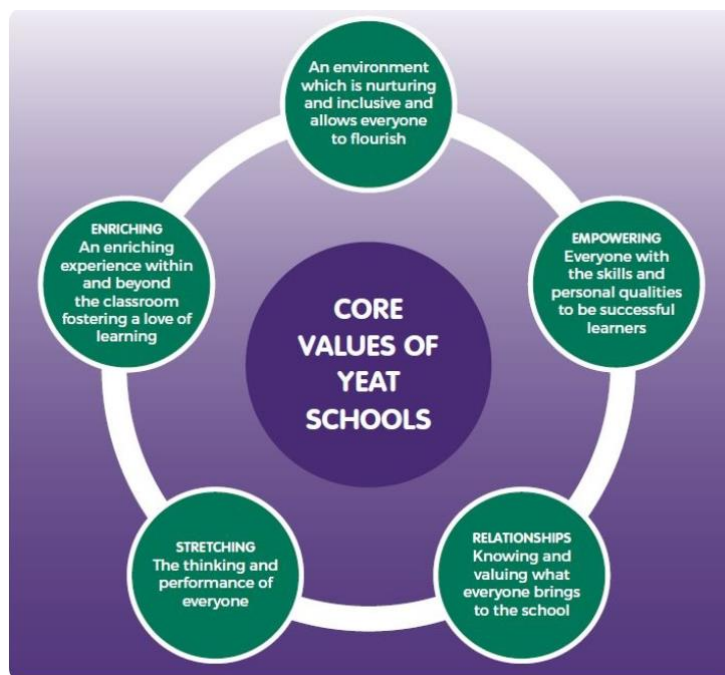 An environment
which is nurturing
and inclusive and
allows everyone
to flourish
ENRICHING
An enriching
experience within
and beyond
the classroom
fostering a love of
learning
EMPOWERING
Everyone with
the skills and
personal qualities
to be successful
learners
CORE
VALUES OF
YEAT
SCHOOLS
STRETCHING
The thinking and
performance of
everyone
RELATIONSHIPS
Knowing and
valuing what
everyone brings
to the school